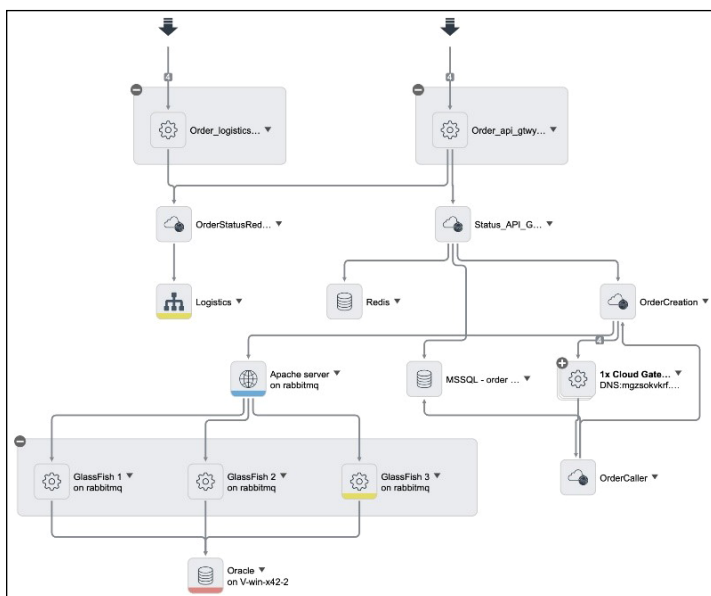 4
4
Order_logistics...
Order_api_gtwy...
OrderStatusRed...
Status_API_G...
Logistics
Redis
OrderCreation
4
Apache server
on rabbitmq
MSSQL - order ...
1x Cloud Gate...
DNS:mgzsokvkrf....
GlassFish 1
on rabbitmq
GlassFish 2
on rabbitmq
GlassFish 3
on rabbitmq
OrderCaller
Oracle
on V-win-x42-2